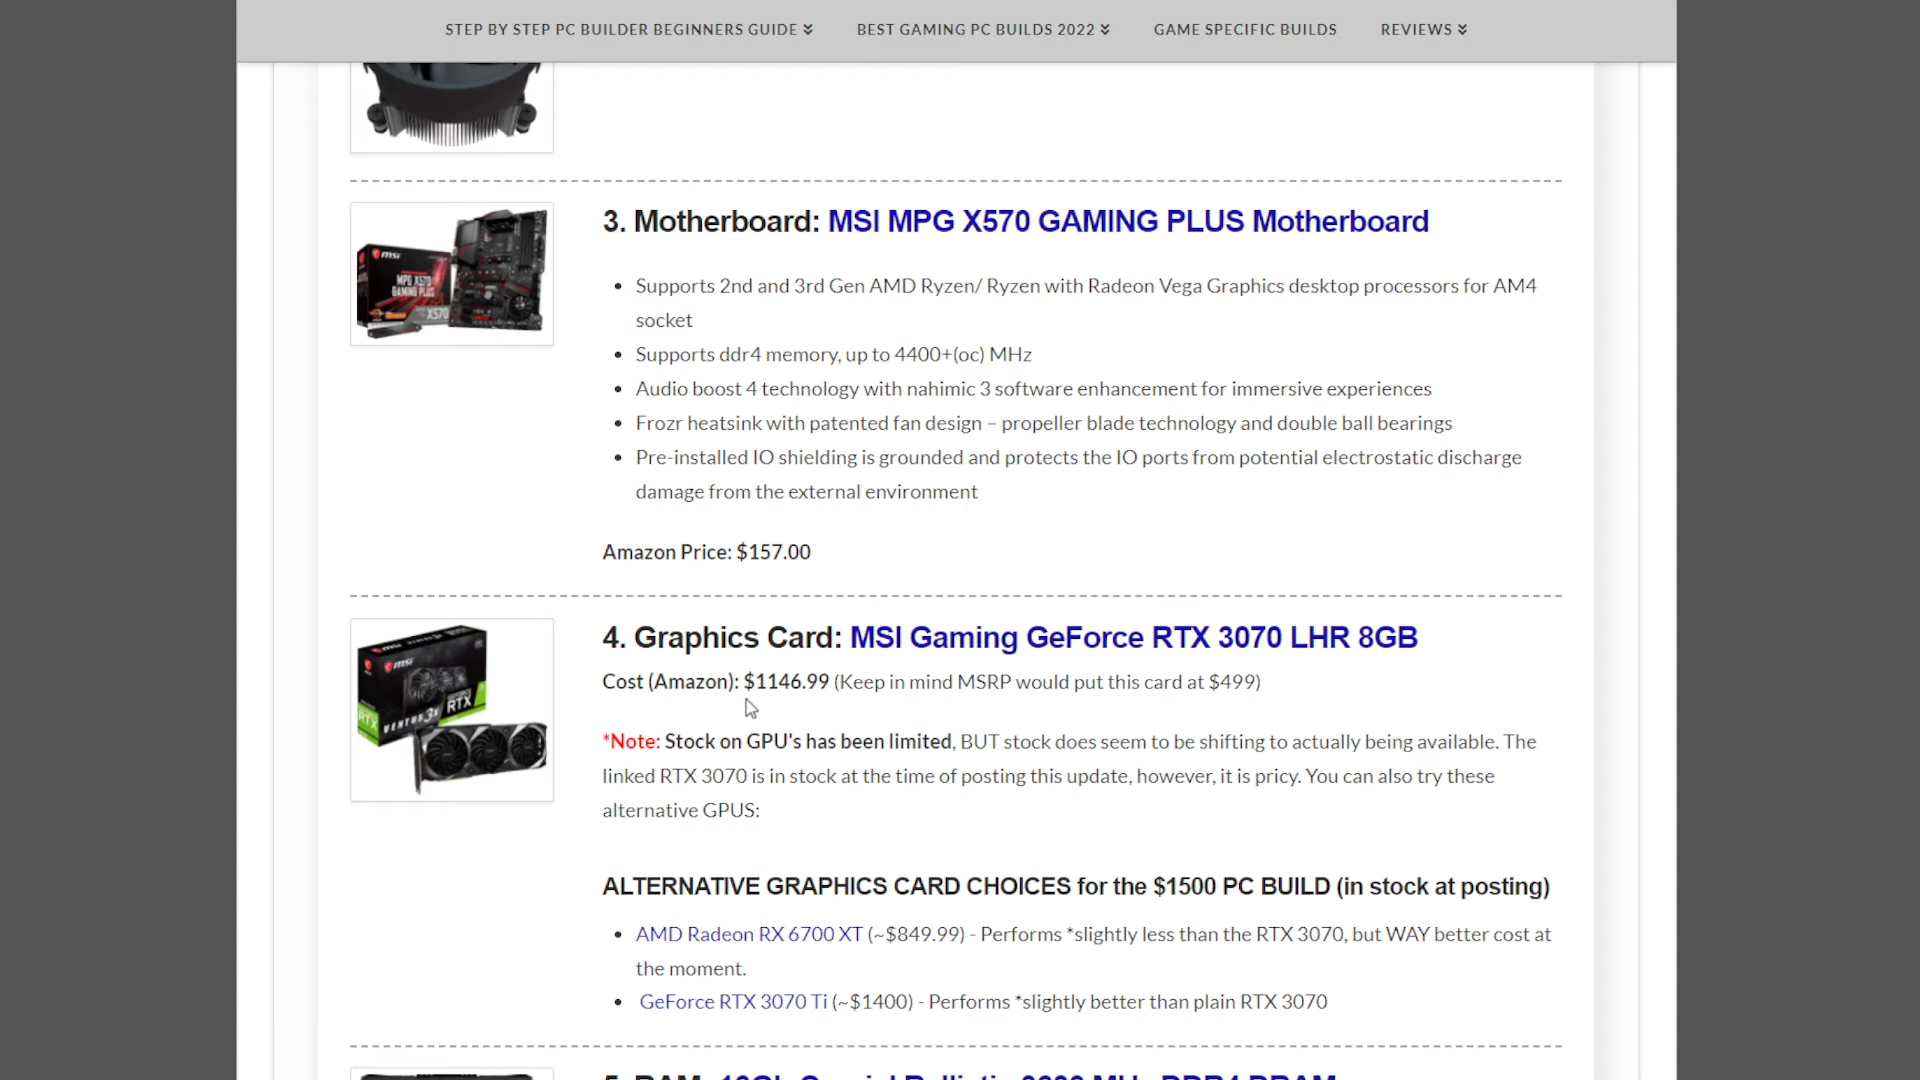 STEP BY STEP PC BUILDER BEGINNERS GUIDE
BEST GAMING PC BUILDS 2022
GAME SPECIFIC BUILDS
REVIEWS
3. Motherboard: MSI MPG X570 GAMING PLUS Motherboard
msi
MPG X570
GAMING PLUS
X570
Supports 2nd and 3rd Gen AMD Ryzen/ Ryzen with Radeon Vega Graphics desktop processors for AM4
socket
Supports ddr4 memory, up to 4400+(oc) MHz
Audio boost 4 technology with nahimic 3 software enhancement for immersive experiences
Frozr heatsink with patented fan design – propeller blade technology and double ball bearings
Pre-installed IO shielding is grounded and protects the IO ports from potential electrostatic discharge
damage from the external environment
Amazon Price: $157.00
4. Graphics Card: MSI Gaming GeForce RTX 3070 LHR 8GB
msi
VENTUS 3X
RTX
RTX
Cost (Amazon): $1146.99 (Keep in mind MSRP would put this card at $499)
*Note: Stock on GPU's has been limited, BUT stock does seem to be shifting to actually being available. The
linked RTX 3070 is in stock at the time of posting this update, however, it is pricy. You can also try these
alternative GPUS:
ALTERNATIVE GRAPHICS CARD CHOICES for the $1500 PC BUILD (in stock at posting)
AMD Radeon RX 6700 XT (~$849.99) - Performs *slightly less than the RTX 3070, but WAY better cost at
the moment.
GeForce RTX 3070 Ti (~$1400) - Performs *slightly better than plain RTX 3070